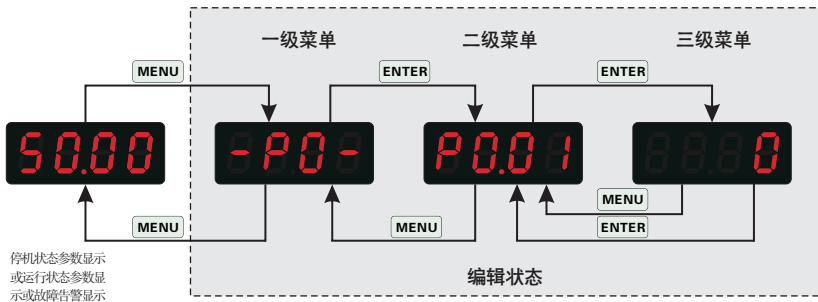 一级菜单
二级菜单
三级菜单
MENU
ENTER
ENTER
50.00
-P0-
P0.01
0
MENU
MENU
MENU
ENTER
停机状态参数显示
或运行状态参数显
示或故障告警显示
编辑状态